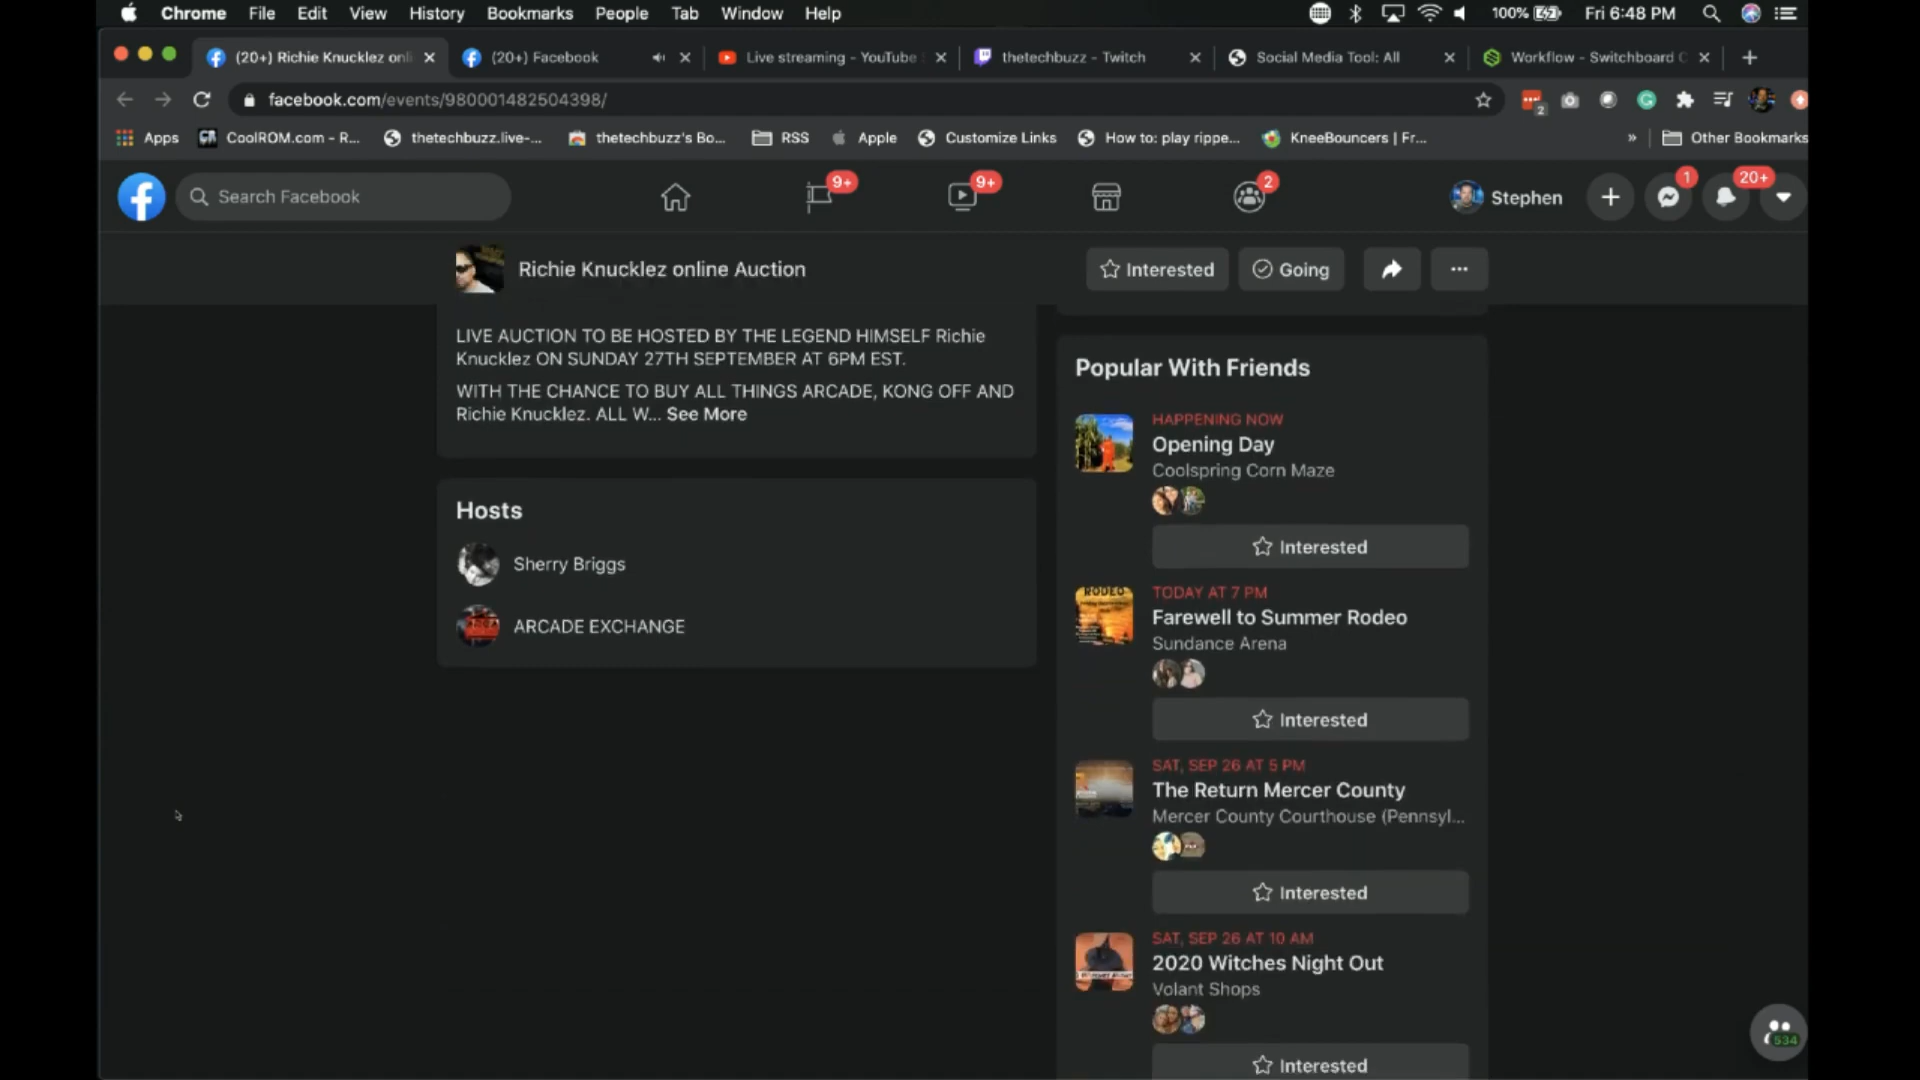 Chrome File Edit View History Bookmarks People Tab Window Help 100% Fri 6:48 PM
(20+) Richie Knucklez onli (20+) Facebook Live streaming - YouTube thetechbuzz - Twitch Social Media Tool: All Workflow - Switchboard C
facebook.com/events/980001482504398/ 2
Apps CoolROM.com - R... thetechbuzz.live-... thetechbuzz's Bo... RSS Apple Customize Links How to: play rippe... KneeBouncers | Fr... » Other Bookmarks
Search Facebook 9+ 9+ 2 Stephen 1 20+
Richie Knucklez online Auction Interested Going ...
LIVE AUCTION TO BE HOSTED BY THE LEGEND HIMSELF Richie
Knucklez ON SUNDAY 27TH SEPTEMBER AT 6PM EST.
WITH THE CHANCE TO BUY ALL THINGS ARCADE, KONG OFF AND
Richie Knucklez. ALL W... See More
Hosts
Sherry Briggs
ARCADE EXCHANGE
Popular With Friends
HAPPENING NOW
Opening Day
Coolspring Corn Maze
Interested
RODEO
TODAY AT 7 PM
Farewell to Summer Rodeo
Sundance Arena
Interested
SAT, SEP 26 AT 5 PM
The Return Mercer County
Mercer County Courthouse (Pennsyl...
Interested
SAT, SEP 26 AT 10 AM
2020 Witches Night Out
Volant Shops
Interested
534